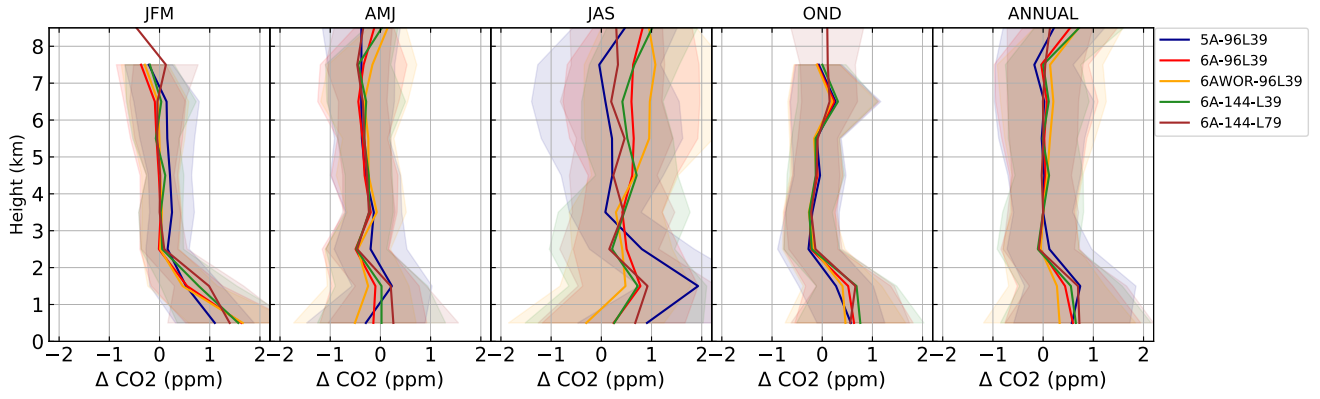 JFM AMJ JAS OND ANNUAL
8
7
6
5
4
3
2
1
0
Height (km)
−2 −1 0 1 2 −2 −1 0 1 2 −2 −1 0 1 2 −2 −1 0 1 2 −2 −1 0 1 2
Δ CO2 (ppm) Δ CO2 (ppm) Δ CO2 (ppm) Δ CO2 (ppm) Δ CO2 (ppm)
5A-96L39
6A-96L39
6AWOR-96L39
6A-144-L39
6A-144-L79